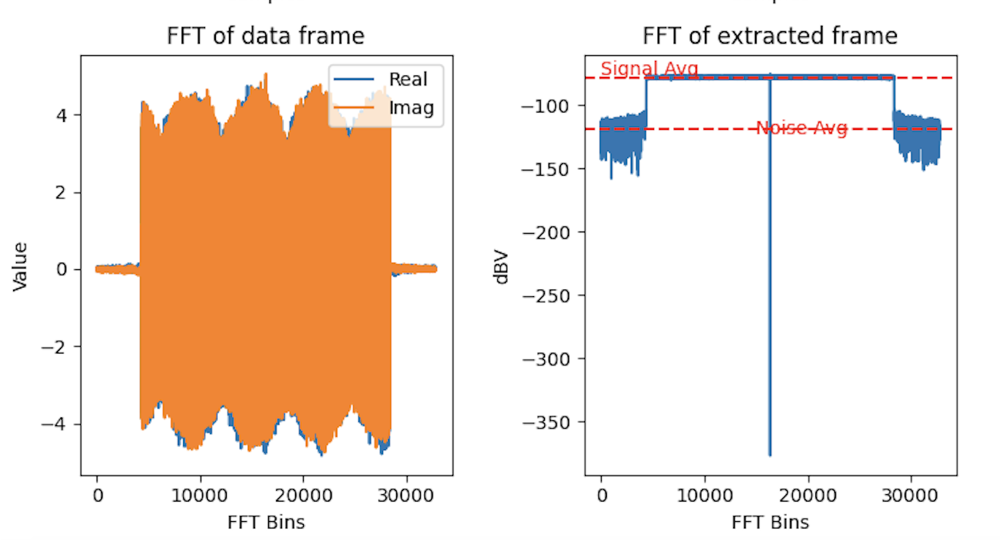 FFT of data frame
Real
Imag
4
2
0
−2
−4
Value
0
10000
20000
30000
FFT Bins
FFT of extracted frame
Signal Avg
Noise Avg
−100
−150
−200
−250
−300
−350
dBV
0
10000
20000
30000
FFT Bins